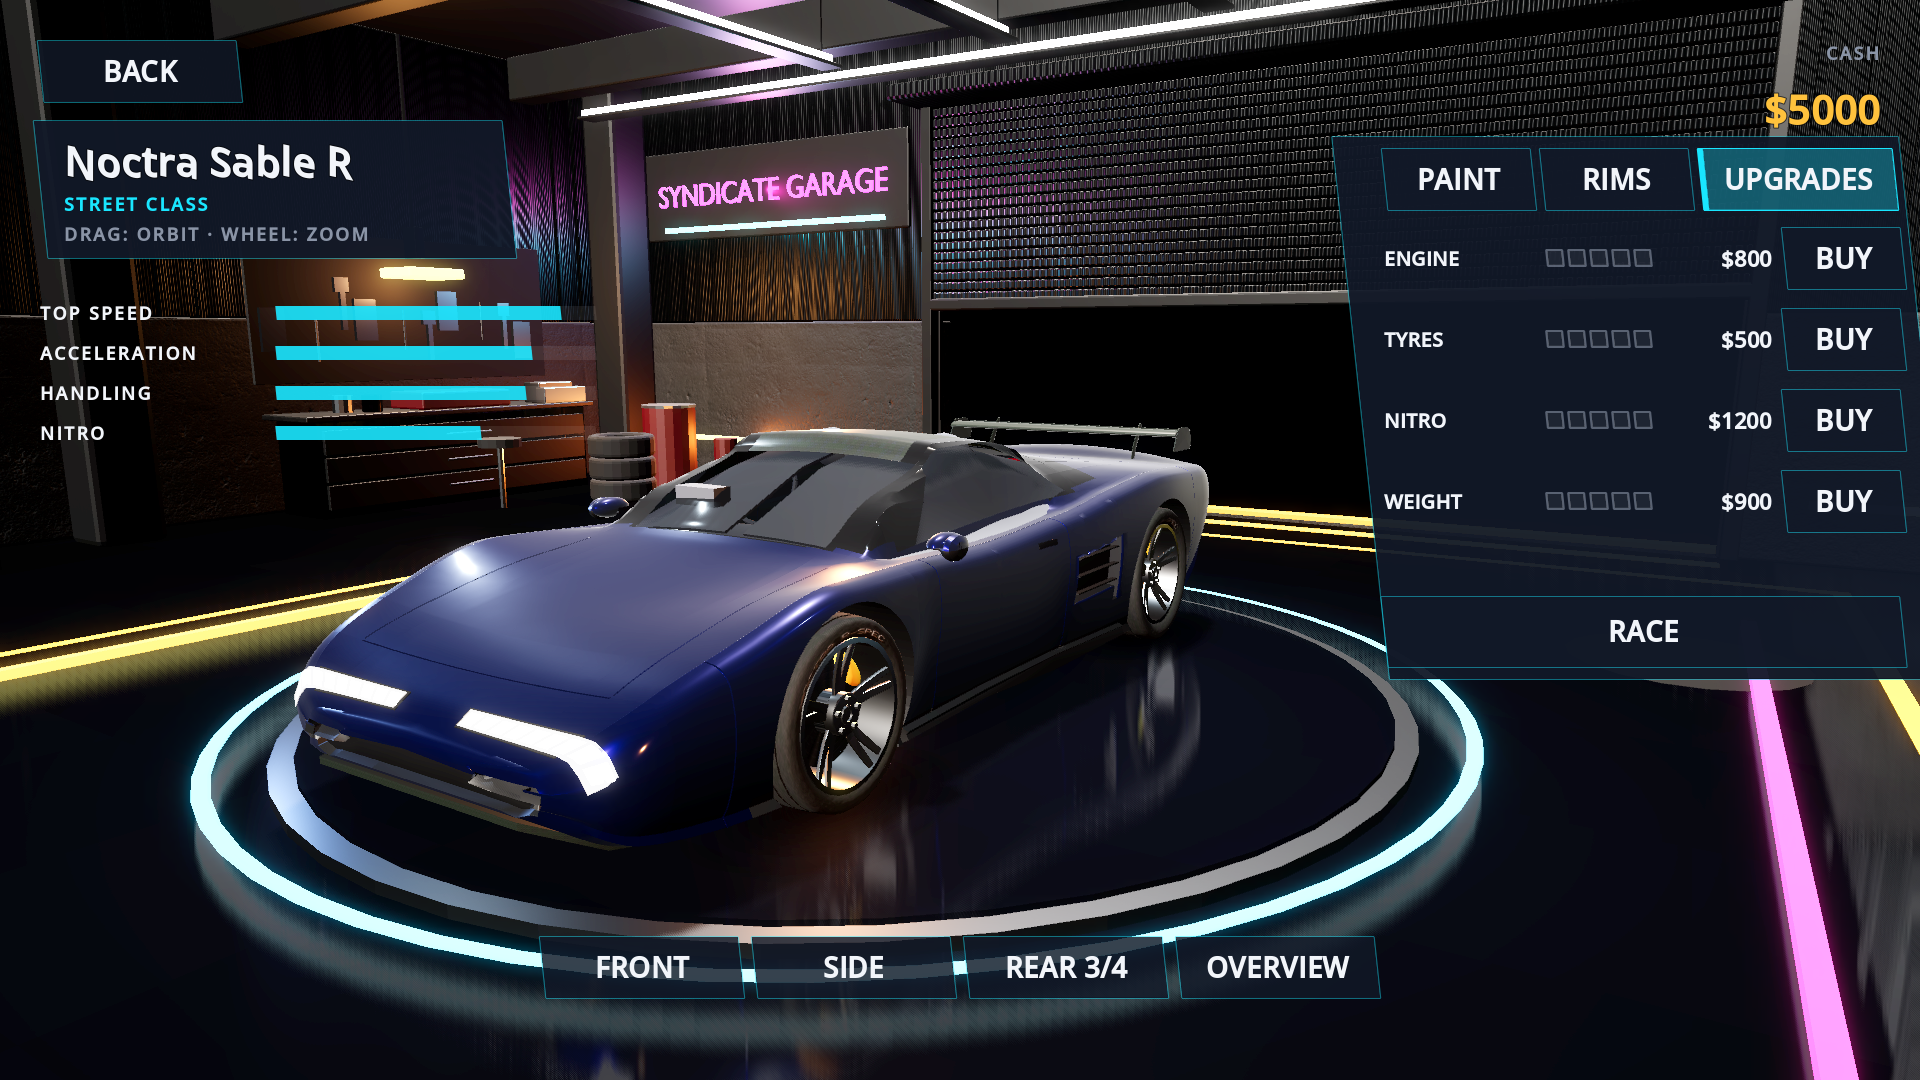 BACK
CASH
$5000
Noctra Sable R
STREET CLASS
DRAG: ORBIT · WHEEL: ZOOM
SYNDICATE GARAGE
PAINT
RIMS
UPGRADES
TOP SPEED
ACCELERATION
HANDLING
NITRO
ENGINE $800 BUY
TYRES $500 BUY
NITRO $1200 BUY
WEIGHT $900 BUY
RACE
FRONT
SIDE
REAR 3/4
OVERVIEW